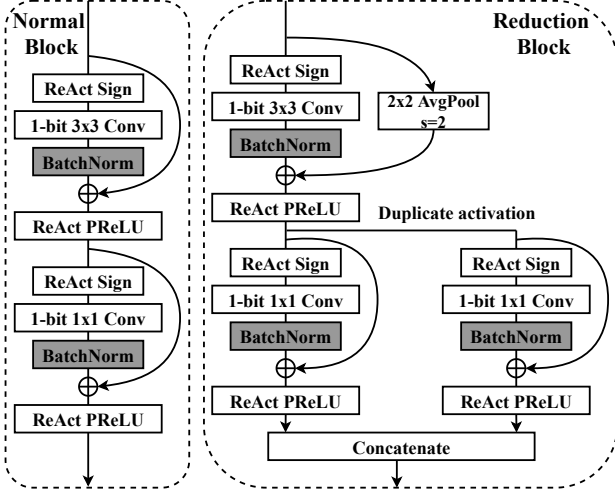 Normal
Block
ReAct Sign
1-bit 3x3 Conv
BatchNorm
ReAct PReLU
ReAct Sign
1-bit 1x1 Conv
BatchNorm
ReAct PReLU
Reduction
Block
ReAct Sign
1-bit 3x3 Conv
BatchNorm
2x2 AvgPool
s=2
ReAct PReLU
Duplicate activation
ReAct Sign
1-bit 1x1 Conv
BatchNorm
ReAct PReLU
ReAct Sign
1-bit 1x1 Conv
BatchNorm
ReAct PReLU
Concatenate